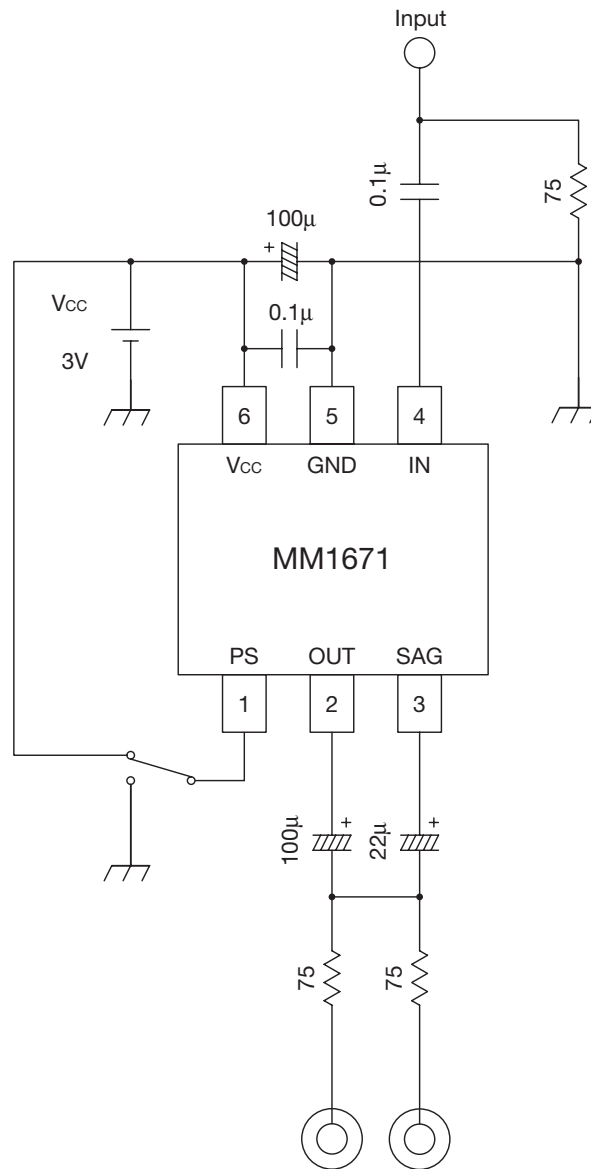 Input
0.1μ
75
100μ
+
VCC
0.1μ
3V
6
5
4
VCC
GND
IN
MM1671
PS
OUT
SAG
1
2
3
100μ
+
22μ
+
75
75